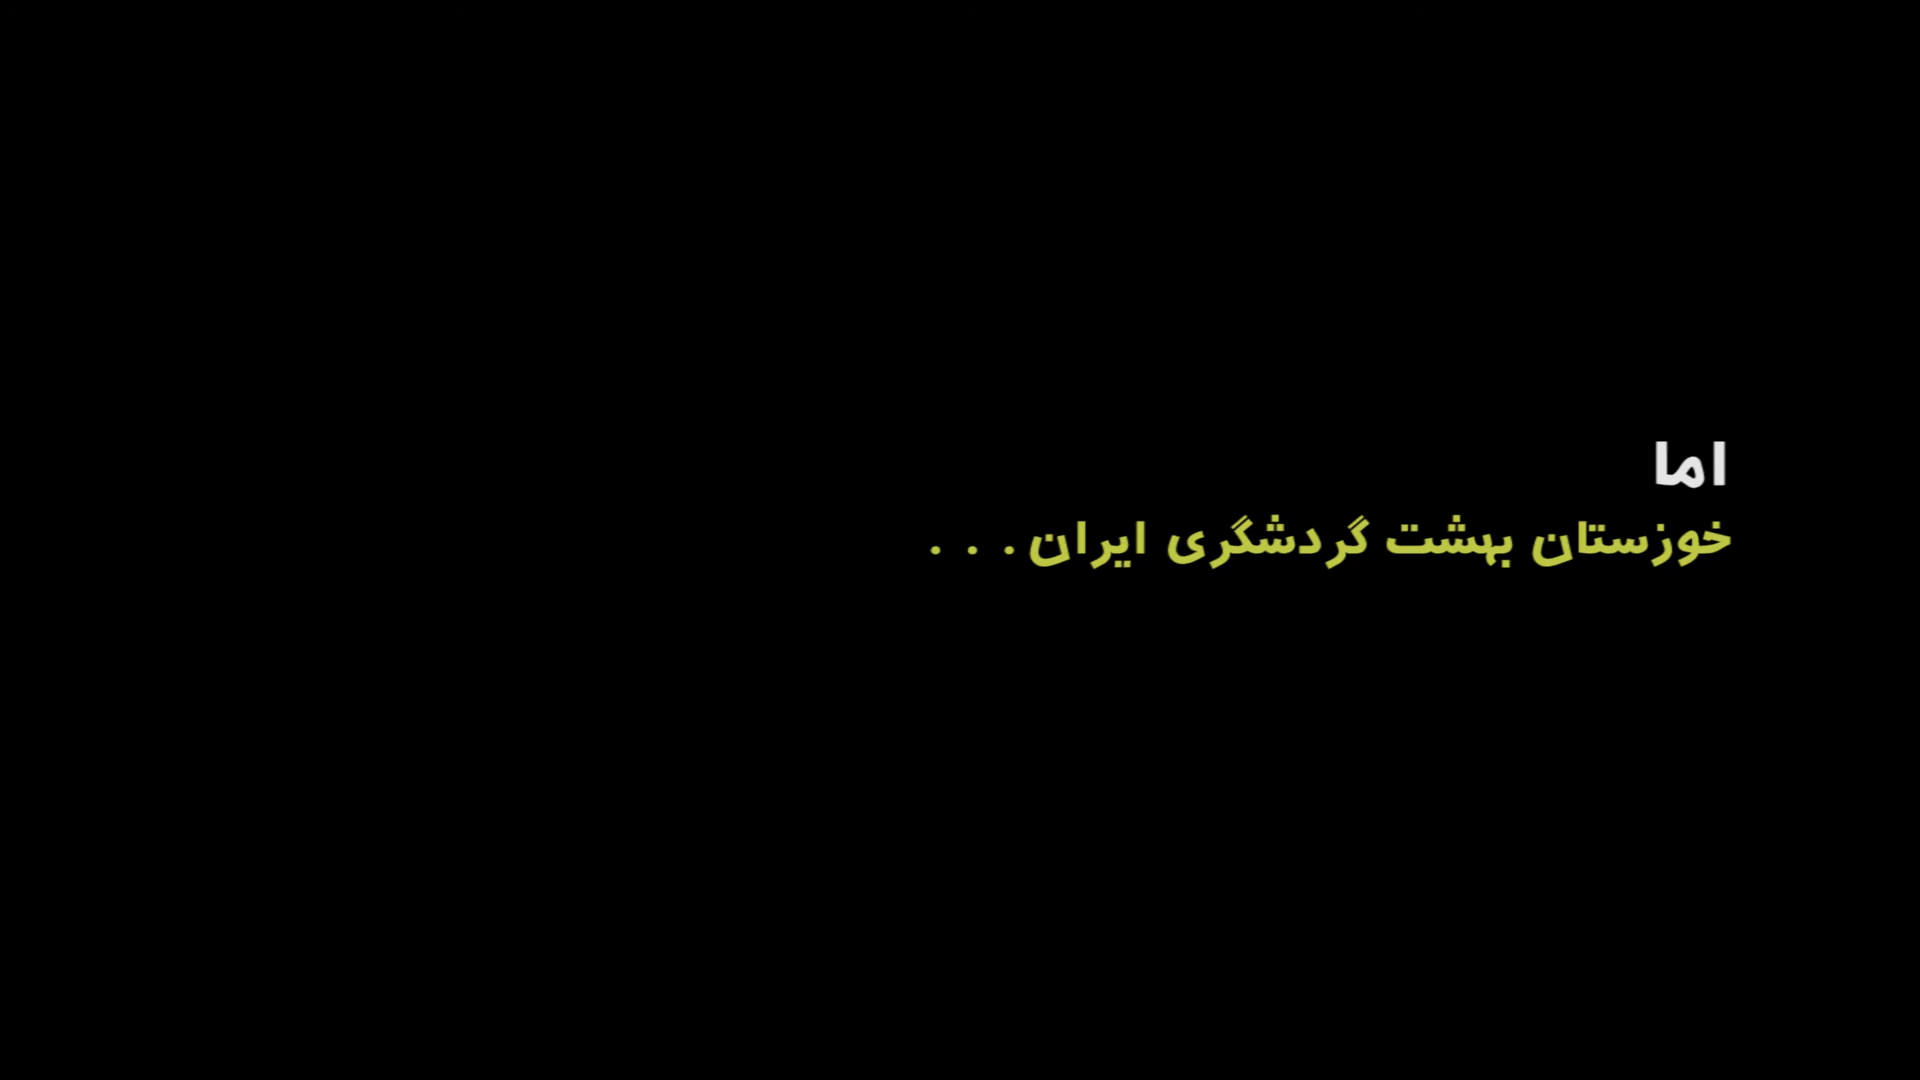 اما
خوزستان بهشت گردشگری ایران . . .